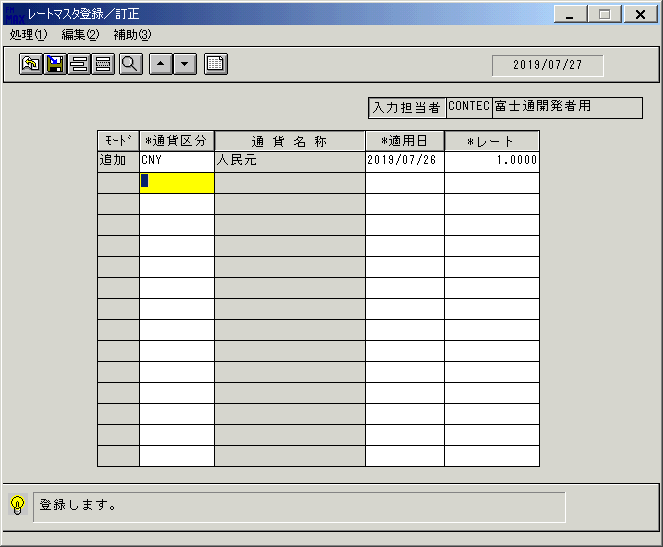 レートマスタ登録／訂正
処理(1) 編集(2) 補助(3)
2019/07/27
入力担当者 CONTEC 富士通開発者用
ﾓｰﾄﾞ *通貨区分 通貨名称 *適用日 *レート
追加 CNY 人民元 2019/07/26 1.0000
登録します。